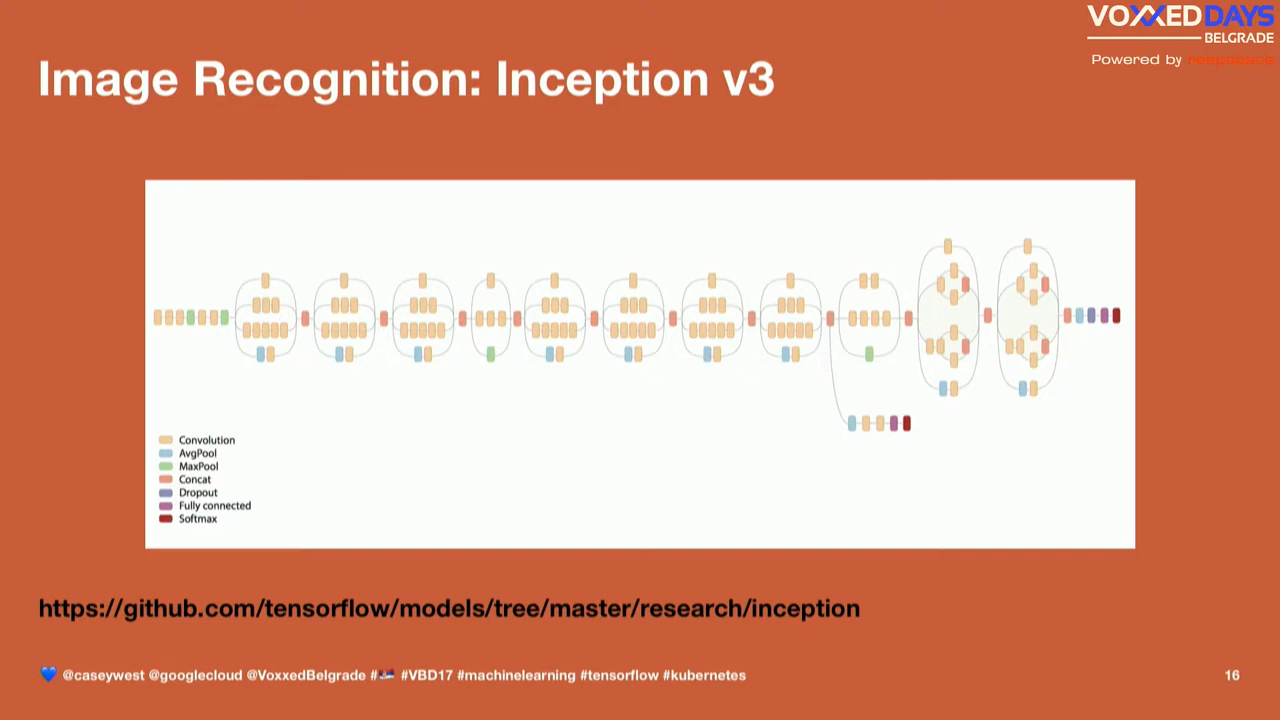 VOXXED DAYS
BELGRADE
Powered by
Image Recognition: Inception v3
Convolution
AvgPool
MaxPool
Concat
Dropout
Fully connected
Softmax
https://github.com/tensorflow/models/tree/master/research/inception
💙 @caseywest @googlecloud @VoxxedBelgrade #🇷🇸 #VBD17 #machinelearning #tensorflow #kubernetes
16